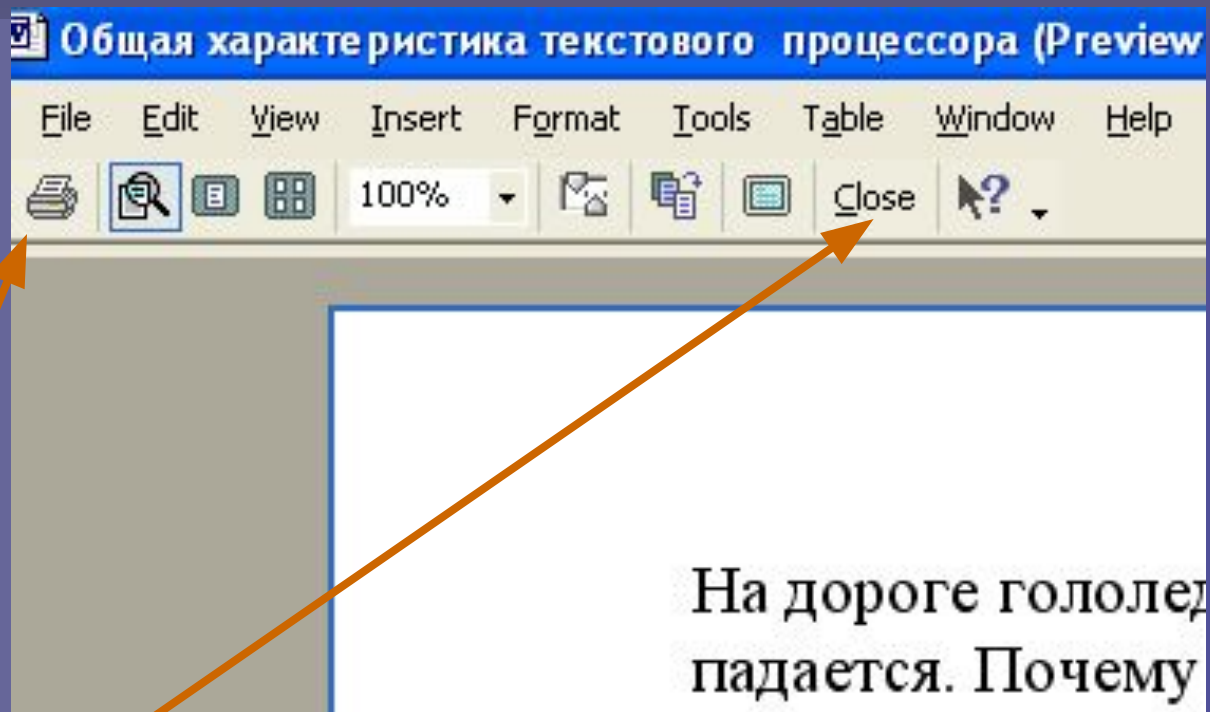 Общая характеристика текстового процессора (Preview
File Edit View Insert Format Tools Table Window Help
100% Close
На дороге гололед
падается. Почему